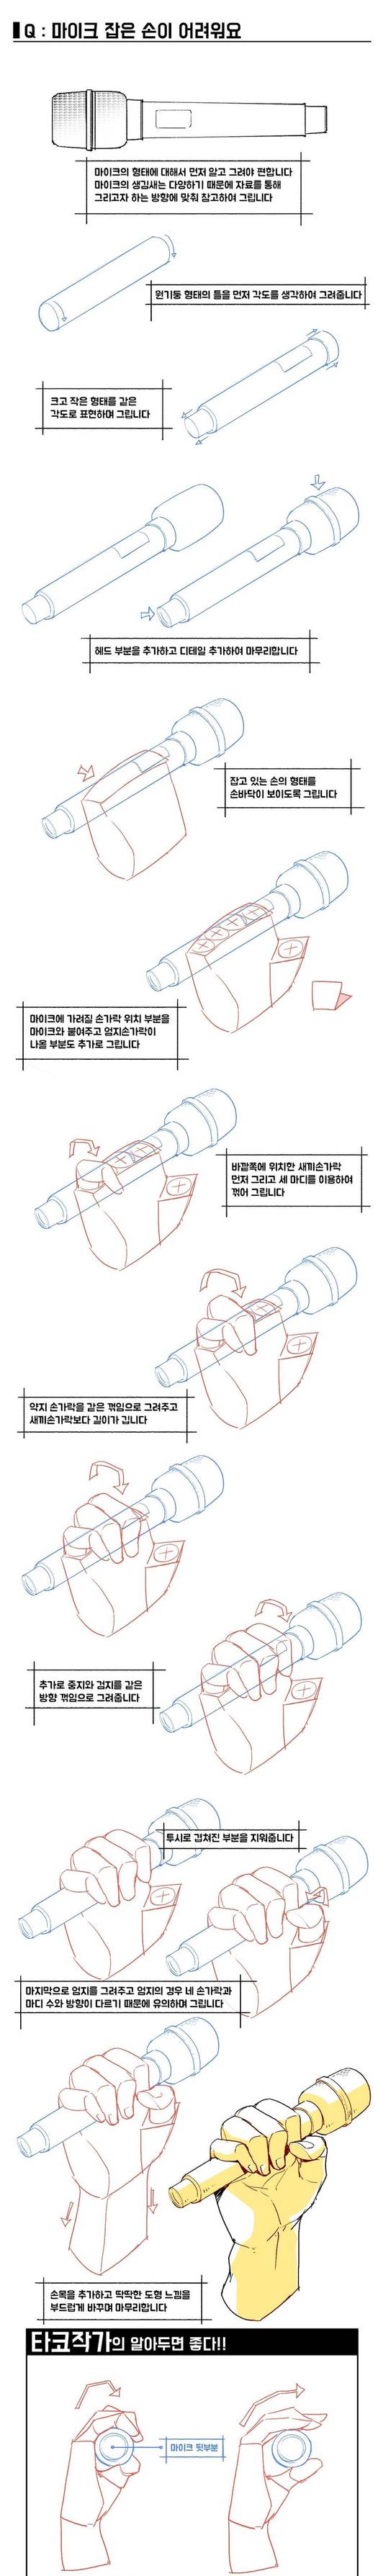 Q : 마이크 잡은 손이 어려워요
마이크의 형태에 대해서 먼저 알고 그려야 편합니다
마이크의 생김새는 다양하기 때문에 자료를 통해
그리고자 하는 방향에 맞춰 참고하여 그립니다
원기둥 형태의 틀을 먼저 각도를 생각하여 그려줍니다
크고 작은 형태를 같은
각도로 표현하며 그립니다
헤드 부분을 추가하고 디테일 추가하여 마무리합니다
잡고 있는 손의 형태를
손바닥이 보이도록 그립니다
마이크에 가려질 손가락 위치 부분을
마이크와 붙여주고 엄지손가락이
나올 부분도 추가로 그립니다
바깥쪽에 위치한 새끼손가락
먼저 그리고 세 마디를 이용하여
꺾어 그립니다
약지 손가락을 같은 꺾임으로 그려주고
새끼손가락보다 길이가 깁니다
추가로 중지와 검지를 같은
방향 꺾임으로 그려줍니다
투시로 겹쳐진 부분을 지워줍니다
마지막으로 엄지를 그려주고 엄지의 경우 네 손가락과
마디 수와 방향이 다르기 때문에 유의하며 그립니다
손목을 추가하고 딱딱한 도형 느낌을
부드럽게 바꾸며 마무리합니다
타코작가의 알아두면 좋다!!
마이크 뒷부분